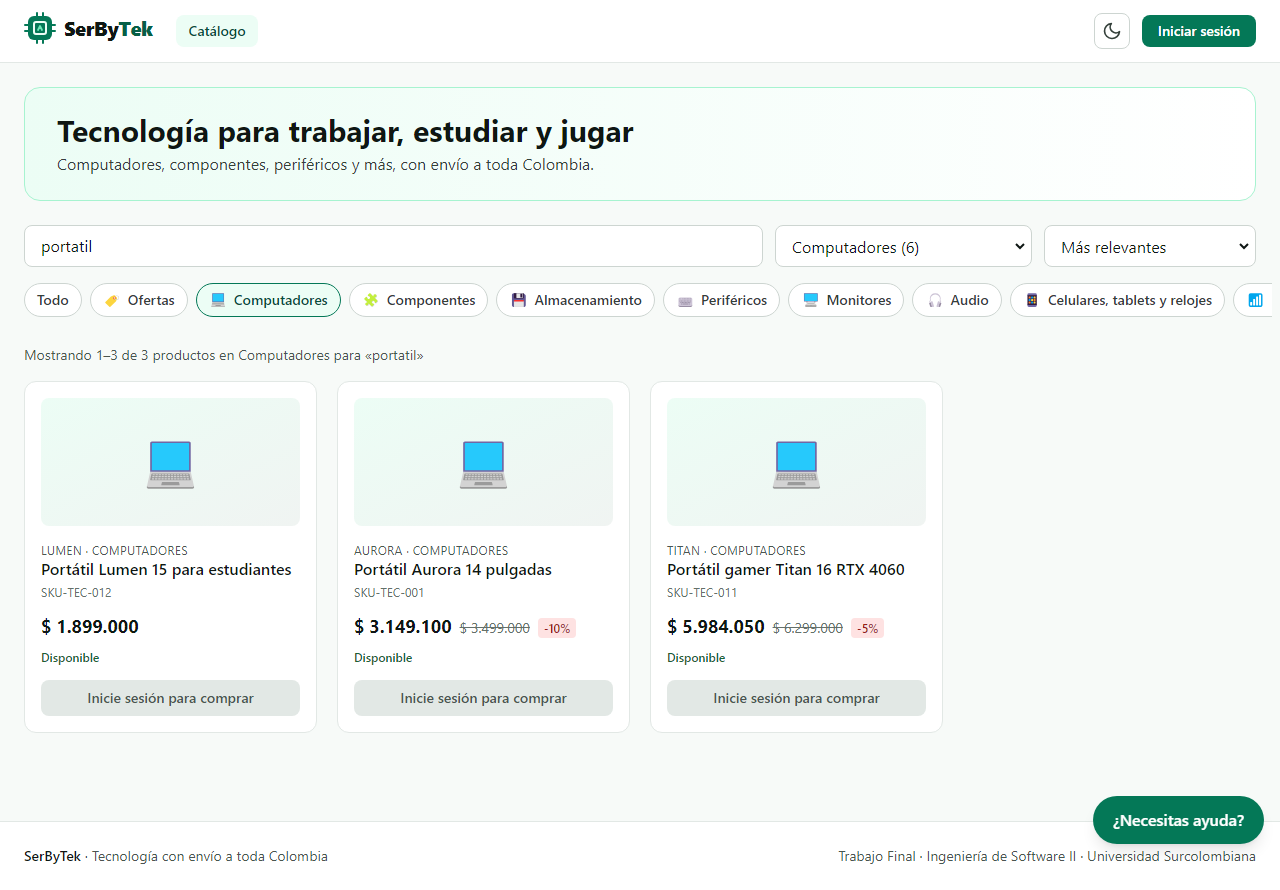 SerByTek
Catálogo
Iniciar sesión
Tecnología para trabajar, estudiar y jugar
Computadores, componentes, periféricos y más, con envío a toda Colombia.
portatil
Computadores (6)
Más relevantes
Todo
Ofertas
Computadores
Componentes
Almacenamiento
Periféricos
Monitores
Audio
Celulares, tablets y relojes
Mostrando 1–3 de 3 productos en Computadores para «portatil»
LUMEN · COMPUTADORES
Portátil Lumen 15 para estudiantes
SKU-TEC-012
$ 1.899.000
Disponible
Inicie sesión para comprar
AURORA · COMPUTADORES
Portátil Aurora 14 pulgadas
SKU-TEC-001
$ 3.149.100 $ 3.499.000 -10%
Disponible
Inicie sesión para comprar
TITAN · COMPUTADORES
Portátil gamer Titan 16 RTX 4060
SKU-TEC-011
$ 5.984.050 $ 6.299.000 -5%
Disponible
Inicie sesión para comprar
¿Necesitas ayuda?
SerByTek · Tecnología con envío a toda Colombia
Trabajo Final · Ingeniería de Software II · Universidad Surcolombiana